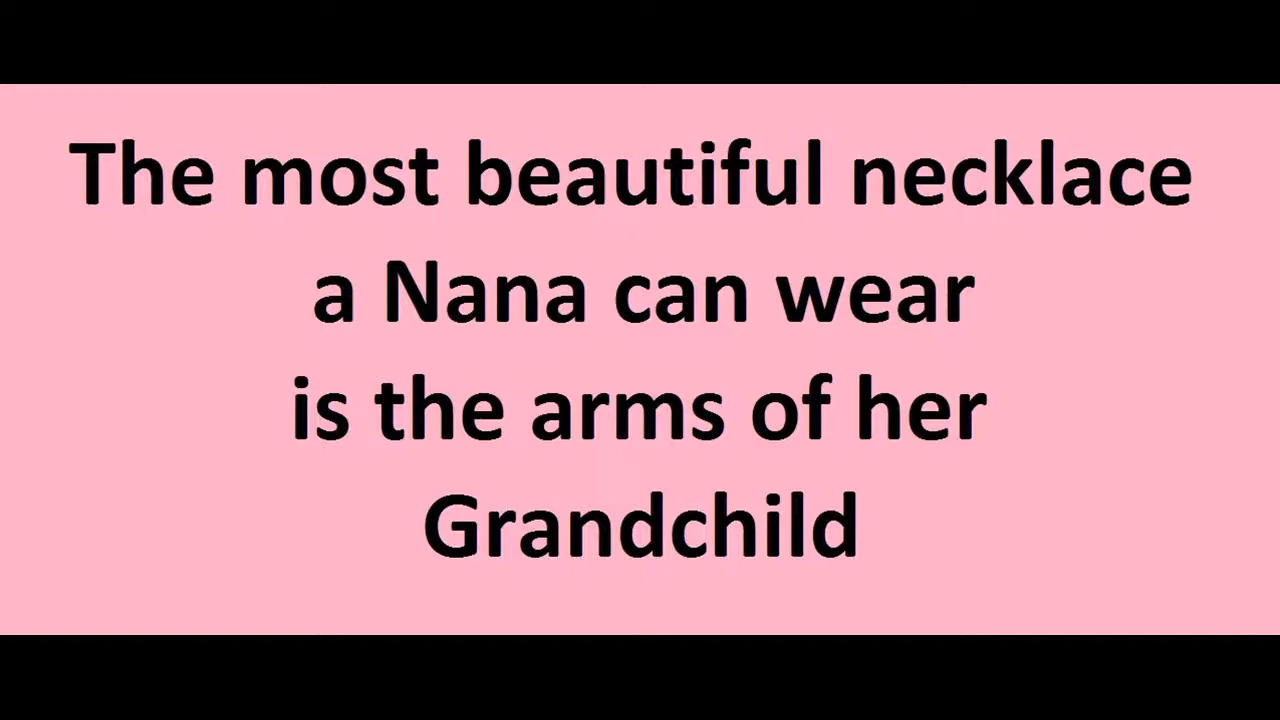 The most beautiful necklace
a Nana can wear
is the arms of her
Grandchild